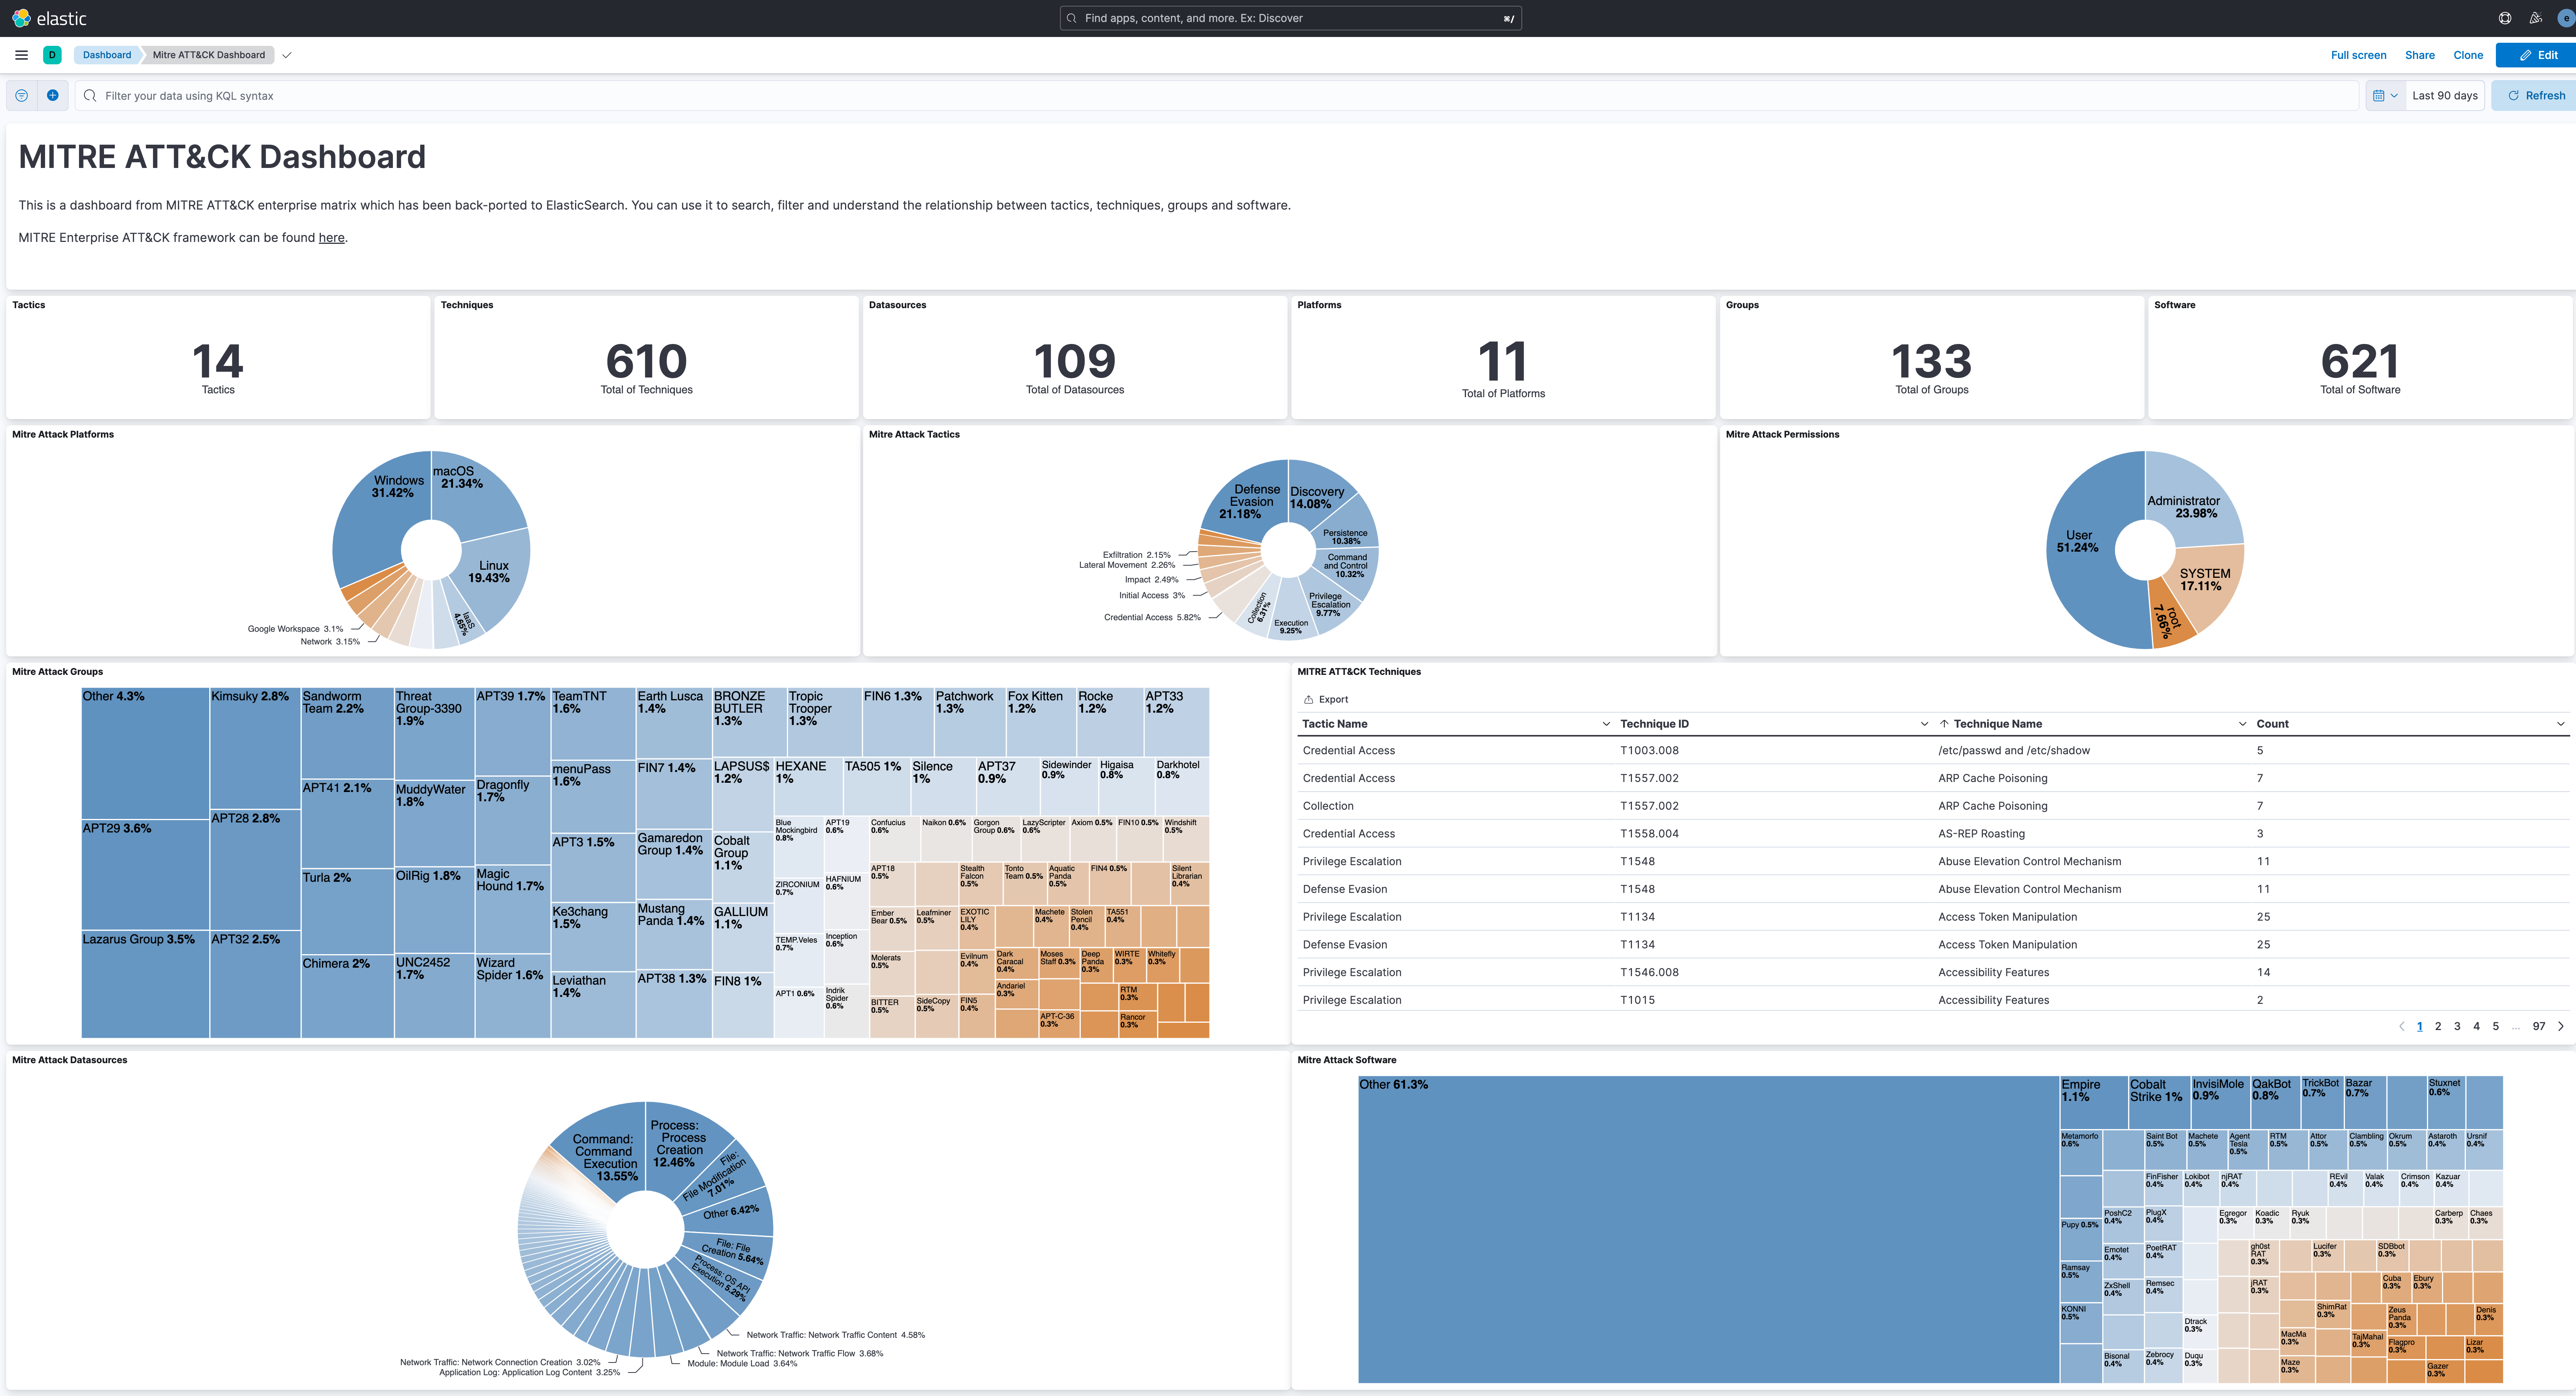 elastic
Find apps, content, and more. Ex: Discover
⌘/
e
D
Dashboard
Mitre ATT&CK Dashboard
Full screen
Share
Clone
Edit
Filter your data using KQL syntax
Last 90 days
Refresh
MITRE ATT&CK Dashboard
This is a dashboard from MITRE ATT&CK enterprise matrix which has been back-ported to ElasticSearch. You can use it to search, filter and understand the relationship between tactics, techniques, groups and software.
MITRE Enterprise ATT&CK framework can be found here.
Tactics
14
Tactics
Techniques
610
Total of Techniques
Datasources
109
Total of Datasources
Platforms
11
Total of Platforms
Groups
133
Total of Groups
Software
621
Total of Software
Mitre Attack Platforms
Windows
31.42%
macOS
21.34%
Linux
19.43%
IaaS
4.65%
Google Workspace 3.1%
Network 3.15%
Mitre Attack Tactics
Defense
Evasion
21.18%
Discovery
14.08%
Persistence
10.38%
Command
and Control
10.32%
Privilege
Escalation
9.77%
Execution
9.25%
Collection
6.31%
Exfiltration 2.15%
Lateral Movement 2.26%
Impact 2.49%
Initial Access 3%
Credential Access 5.82%
Mitre Attack Permissions
User
51.24%
Administrator
23.98%
SYSTEM
17.11%
root
7.66%
Mitre Attack Groups
Other 4.3%
APT29 3.6%
Lazarus Group 3.5%
Kimsuky 2.8%
APT28 2.8%
APT32 2.5%
Sandworm
Team 2.2%
APT41 2.1%
Turla 2%
Chimera 2%
Threat
Group-3390
1.9%
MuddyWater
1.8%
OilRig 1.8%
UNC2452
1.7%
APT39 1.7%
Dragonfly
1.7%
Magic
Hound 1.7%
Wizard
Spider 1.6%
TeamTNT
1.6%
menuPass
1.6%
APT3 1.5%
Ke3chang
1.5%
Leviathan
1.4%
Earth Lusca
1.4%
FIN7 1.4%
Gamaredon
Group 1.4%
Mustang
Panda 1.4%
APT38 1.3%
BRONZE
BUTLER
1.3%
LAPSUS$
1.2%
Cobalt
Group
1.1%
GALLIUM
1.1%
FIN8 1%
Tropic
Trooper
1.3%
FIN6 1.3%
Patchwork
1.3%
Fox Kitten
1.2%
Rocke
1.2%
APT33
1.2%
HEXANE
1%
TA505 1%
Silence
1%
APT37
0.9%
Sidewinder
0.9%
Higaisa
0.8%
Darkhotel
0.8%
Blue
Mockingbird
0.8%
ZIRCONIUM
0.7%
TEMP.Veles
0.7%
APT1 0.6%
APT19
0.6%
HAFNIUM
0.6%
Inception
0.6%
Indrik
Spider
0.6%
Confucius
0.6%
Naikon 0.6%
Gorgon
Group 0.6%
LazyScripter
0.6%
Axiom 0.5%
FIN10 0.5%
Windshift
0.5%
APT18
0.5%
Ember
Bear 0.5%
Molerats
0.5%
BITTER
0.5%
Leafminer
0.5%
SideCopy
0.5%
Stealth
Falcon
0.5%
Tonto
Team 0.5%
Aquatic
Panda
0.5%
FIN4 0.5%
Silent
Librarian
0.4%
EXOTIC
LILY
0.4%
Evilnum
0.4%
FIN5
0.4%
Machete
0.4%
Stolen
Pencil
0.4%
TA551
0.4%
Dark
Caracal
0.4%
Andariel
0.3%
Moses
Staff 0.3%
APT-C-36
0.3%
Deep
Panda
0.3%
WIRTE
0.3%
Whitefly
0.3%
RTM
0.3%
Rancor
0.3%
MITRE ATT&CK Techniques
Export
Tactic Name Technique ID Technique Name Count
Credential Access T1003.008 /etc/passwd and /etc/shadow 5
Credential Access T1557.002 ARP Cache Poisoning 7
Collection T1557.002 ARP Cache Poisoning 7
Credential Access T1558.004 AS-REP Roasting 3
Privilege Escalation T1548 Abuse Elevation Control Mechanism 11
Defense Evasion T1548 Abuse Elevation Control Mechanism 11
Privilege Escalation T1134 Access Token Manipulation 25
Defense Evasion T1134 Access Token Manipulation 25
Privilege Escalation T1546.008 Accessibility Features 14
Privilege Escalation T1015 Accessibility Features 2
1 2 3 4 5 ... 97
Mitre Attack Datasources
Command:
Command
Execution
13.55%
Process:
Process
Creation
12.46%
File:
File Modification
7.01%
Other 6.42%
File: File
Creation 5.64%
Process: OS API
Execution 5.29%
Network Traffic: Network Traffic Content 4.58%
Network Traffic: Network Traffic Flow 3.68%
Module: Module Load 3.64%
Network Traffic: Network Connection Creation 3.02%
Application Log: Application Log Content 3.25%
Mitre Attack Software
Other 61.3%
Empire
1.1%
Cobalt
Strike 1%
InvisiMole
0.9%
QakBot
0.8%
TrickBot
0.7%
Bazar
0.7%
Stuxnet
0.6%
Metamorfo
0.6%
Pupy 0.5%
Ramsay
0.5%
KONNI
0.5%
Saint Bot
0.5%
Machete
0.5%
Agent
Tesla
0.5%
RTM
0.5%
Attor
0.5%
Clambling
0.5%
Okrum
0.5%
Astaroth
0.4%
Ursnif
0.4%
PoshC2
0.4%
Emotet
0.4%
ZxShell
0.4%
Bisonal
0.4%
FinFisher
0.4%
PlugX
0.4%
PoetRAT
0.4%
Remsec
0.4%
Zebrocy
0.4%
Lokibot
0.4%
njRAT
0.4%
REvil
0.4%
Valak
0.4%
Crimson
0.4%
Kazuar
0.4%
Dtrack
0.3%
Duqu
0.3%
Egregor
0.3%
Koadic
0.3%
Ryuk
0.3%
Carberp
0.3%
Chaes
0.3%
gh0st
RAT
0.3%
jRAT
0.3%
Lucifer
0.3%
SDBbot
0.3%
MacMa
0.3%
Maze
0.3%
ShimRat
0.3%
TajMahal
0.3%
Cuba
0.3%
Ebury
0.3%
Zeus
Panda
0.3%
Flagpro
0.3%
Gazer
0.3%
Denis
0.3%
Lizar
0.3%